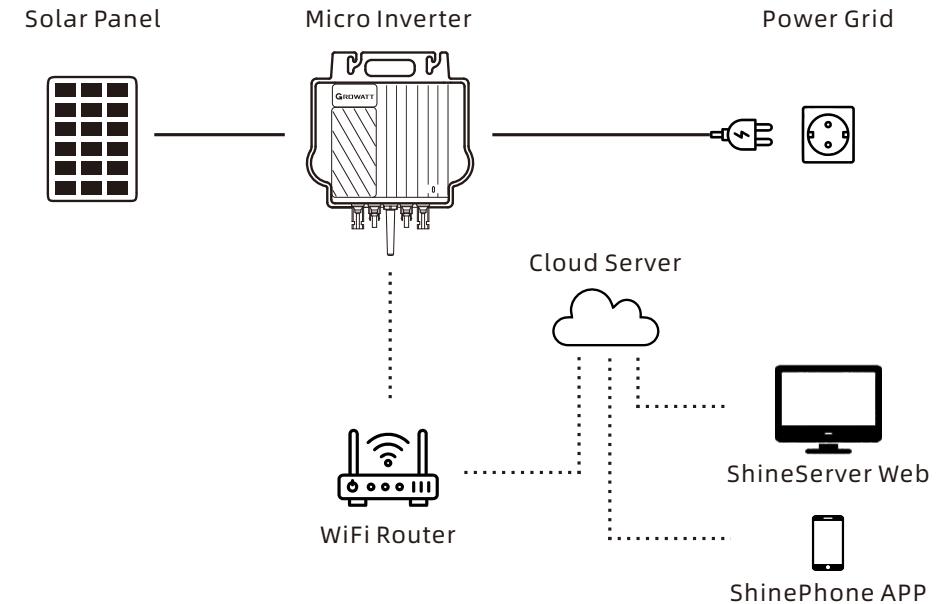 Solar Panel
Micro Inverter
Power Grid
GROWATT
Cloud Server
ShineServer Web
WiFi Router
ShinePhone APP